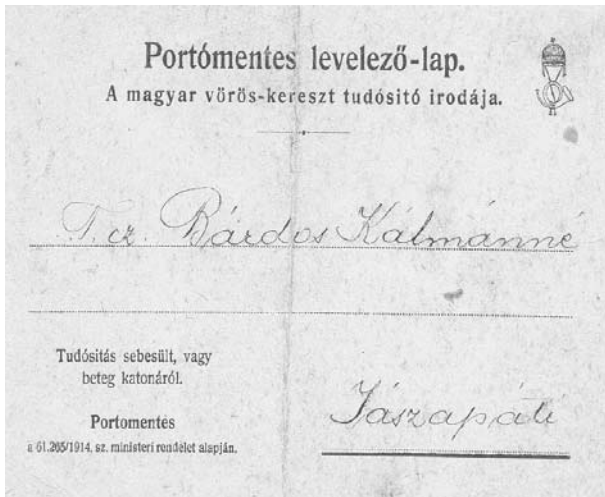 Portómentes levelező-lap.
A magyar vörös-kereszt tudósitó irodája.
T. cz. Bárdos Kálmánné
Tudósitás sebesült, vagy
beteg katonáról.
Jászapáti
Portomentes
a 61.265/1914. sz. ministeri rendelet alapján.